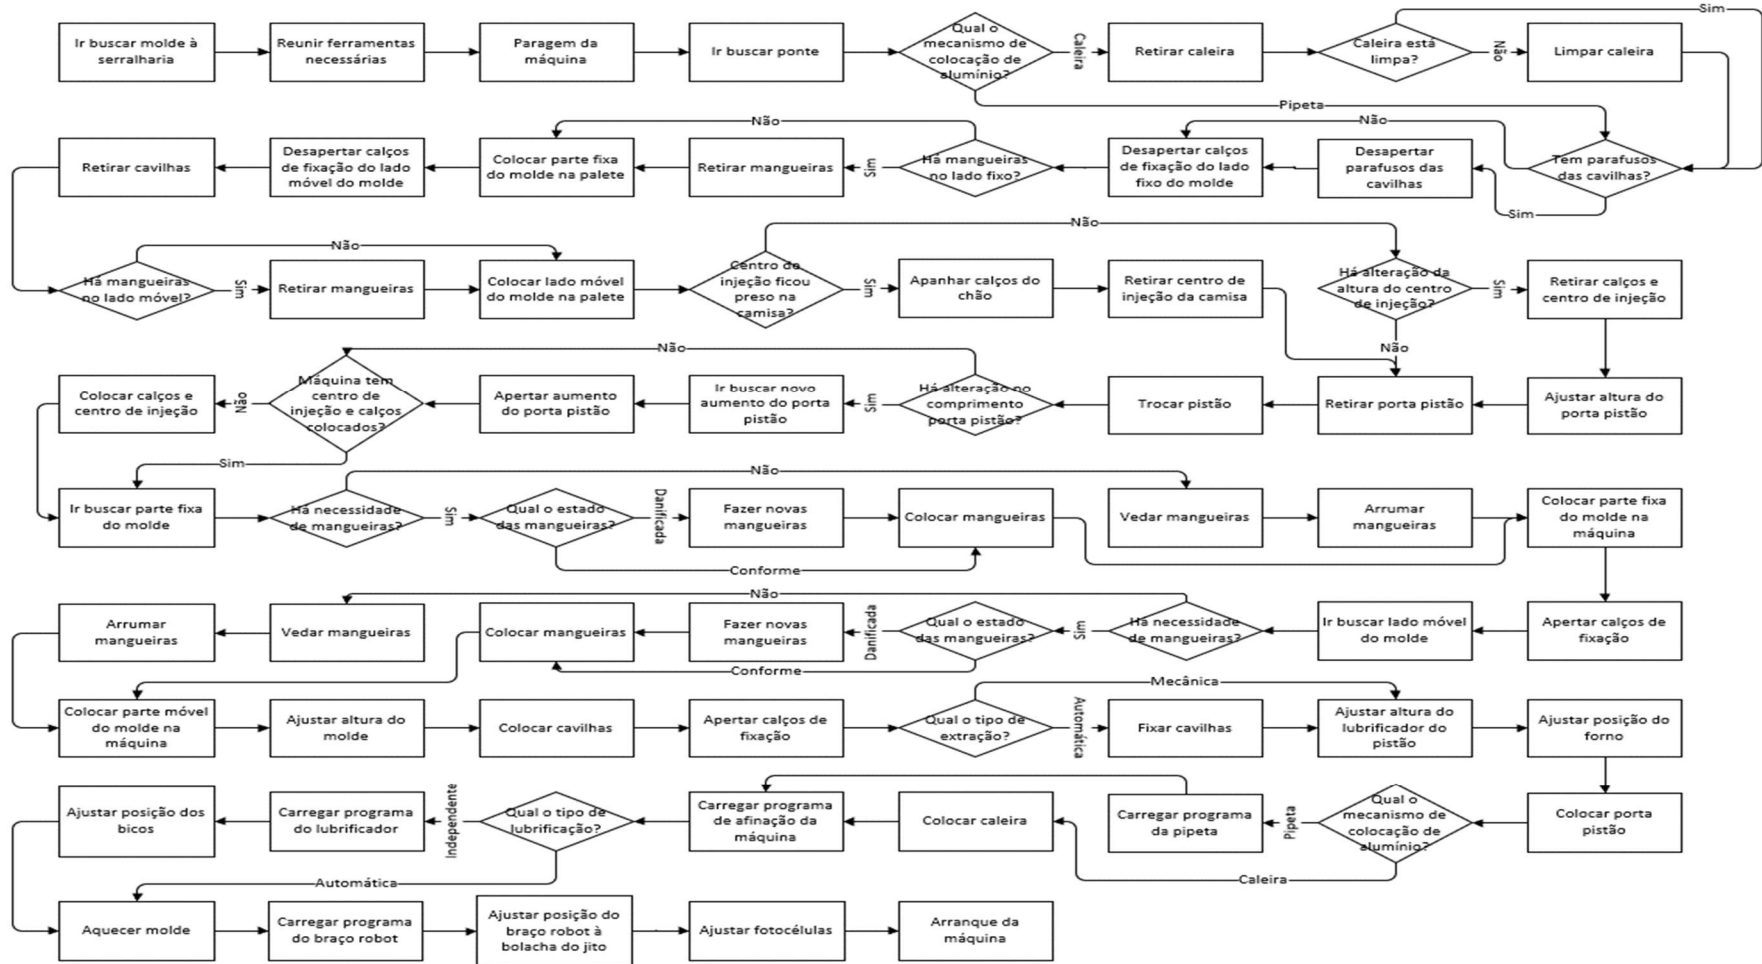 Sim
Ir buscar molde à
serralharia
Reunir ferramentas
necessárias
Paragem da
máquina
Ir buscar ponte
Qual o
mecanismo de
colocação de
alumínio?
Caleira
Retirar caleira
Caleira está
limpa?
Não
Limpar caleira
Pipeta
Retirar cavilhas
Desapertar calços
de fixação do lado
móvel do molde
Colocar parte fixa
do molde na palete
Não
Retirar mangueiras
Sim
Há mangueiras
no lado fixo?
Desapertar calços
de fixação do lado
fixo do molde
Não
Desapertar
parafusos das
cavilhas
Sim
Tem parafusos
das cavilhas?
Não
Há mangueiras
no lado móvel?
Sim
Retirar mangueiras
Colocar lado móvel
do molde na palete
Centro de
injeção ficou
preso na
camisa?
Sim
Apanhar calços do
chão
Retirar centro de
injeção da camisa
Não
Há alteração da
altura do centro
de injeção?
Sim
Retirar calços e
centro de injeção
Não
Não
Colocar calços e
centro de injeção
Não
Máquina tem
centro de
injeção e calços
colocados?
Apertar aumento
do porta pistão
Ir buscar novo
aumento do porta
pistão
Sim
Há alteração no
comprimento
porta pistão?
Trocar pistão
Retirar porta pistão
Ajustar altura do
porta pistão
Sim
Não
Ir buscar parte fixa
do molde
Há necessidade
de mangueiras?
Sim
Qual o estado
das mangueiras?
Danificada
Fazer novas
mangueiras
Colocar mangueiras
Vedar mangueiras
Arrumar
mangueiras
Colocar parte fixa
do molde na
máquina
Conforme
Não
Arrumar
mangueiras
Vedar mangueiras
Colocar mangueiras
Fazer novas
mangueiras
Danificada
Qual o estado
das mangueiras?
Sim
Há necessidade
de mangueiras?
Ir buscar lado móvel
do molde
Apertar calços de
fixação
Conforme
Mecânica
Colocar parte móvel
do molde na
máquina
Ajustar altura do
molde
Colocar cavilhas
Apertar calços de
fixação
Qual o tipo de
extração?
Automática
Fixar cavilhas
Ajustar altura do
lubrificador do
pistão
Ajustar posição do
forno
Ajustar posição dos
bicos
Carregar programa
do lubrificador
Independente
Qual o tipo de
lubrificação?
Carregar programa
de afinação da
máquina
Colocar caleira
Carregar programa
da pipeta
Pipeta
Qual o
mecanismo de
colocação de
alumínio?
Colocar porta
pistão
Automática
Caleira
Aquecer molde
Carregar programa
do braço robot
Ajustar posição do
braço robot à
bolacha do jito
Ajustar fotocélulas
Arranque da
máquina